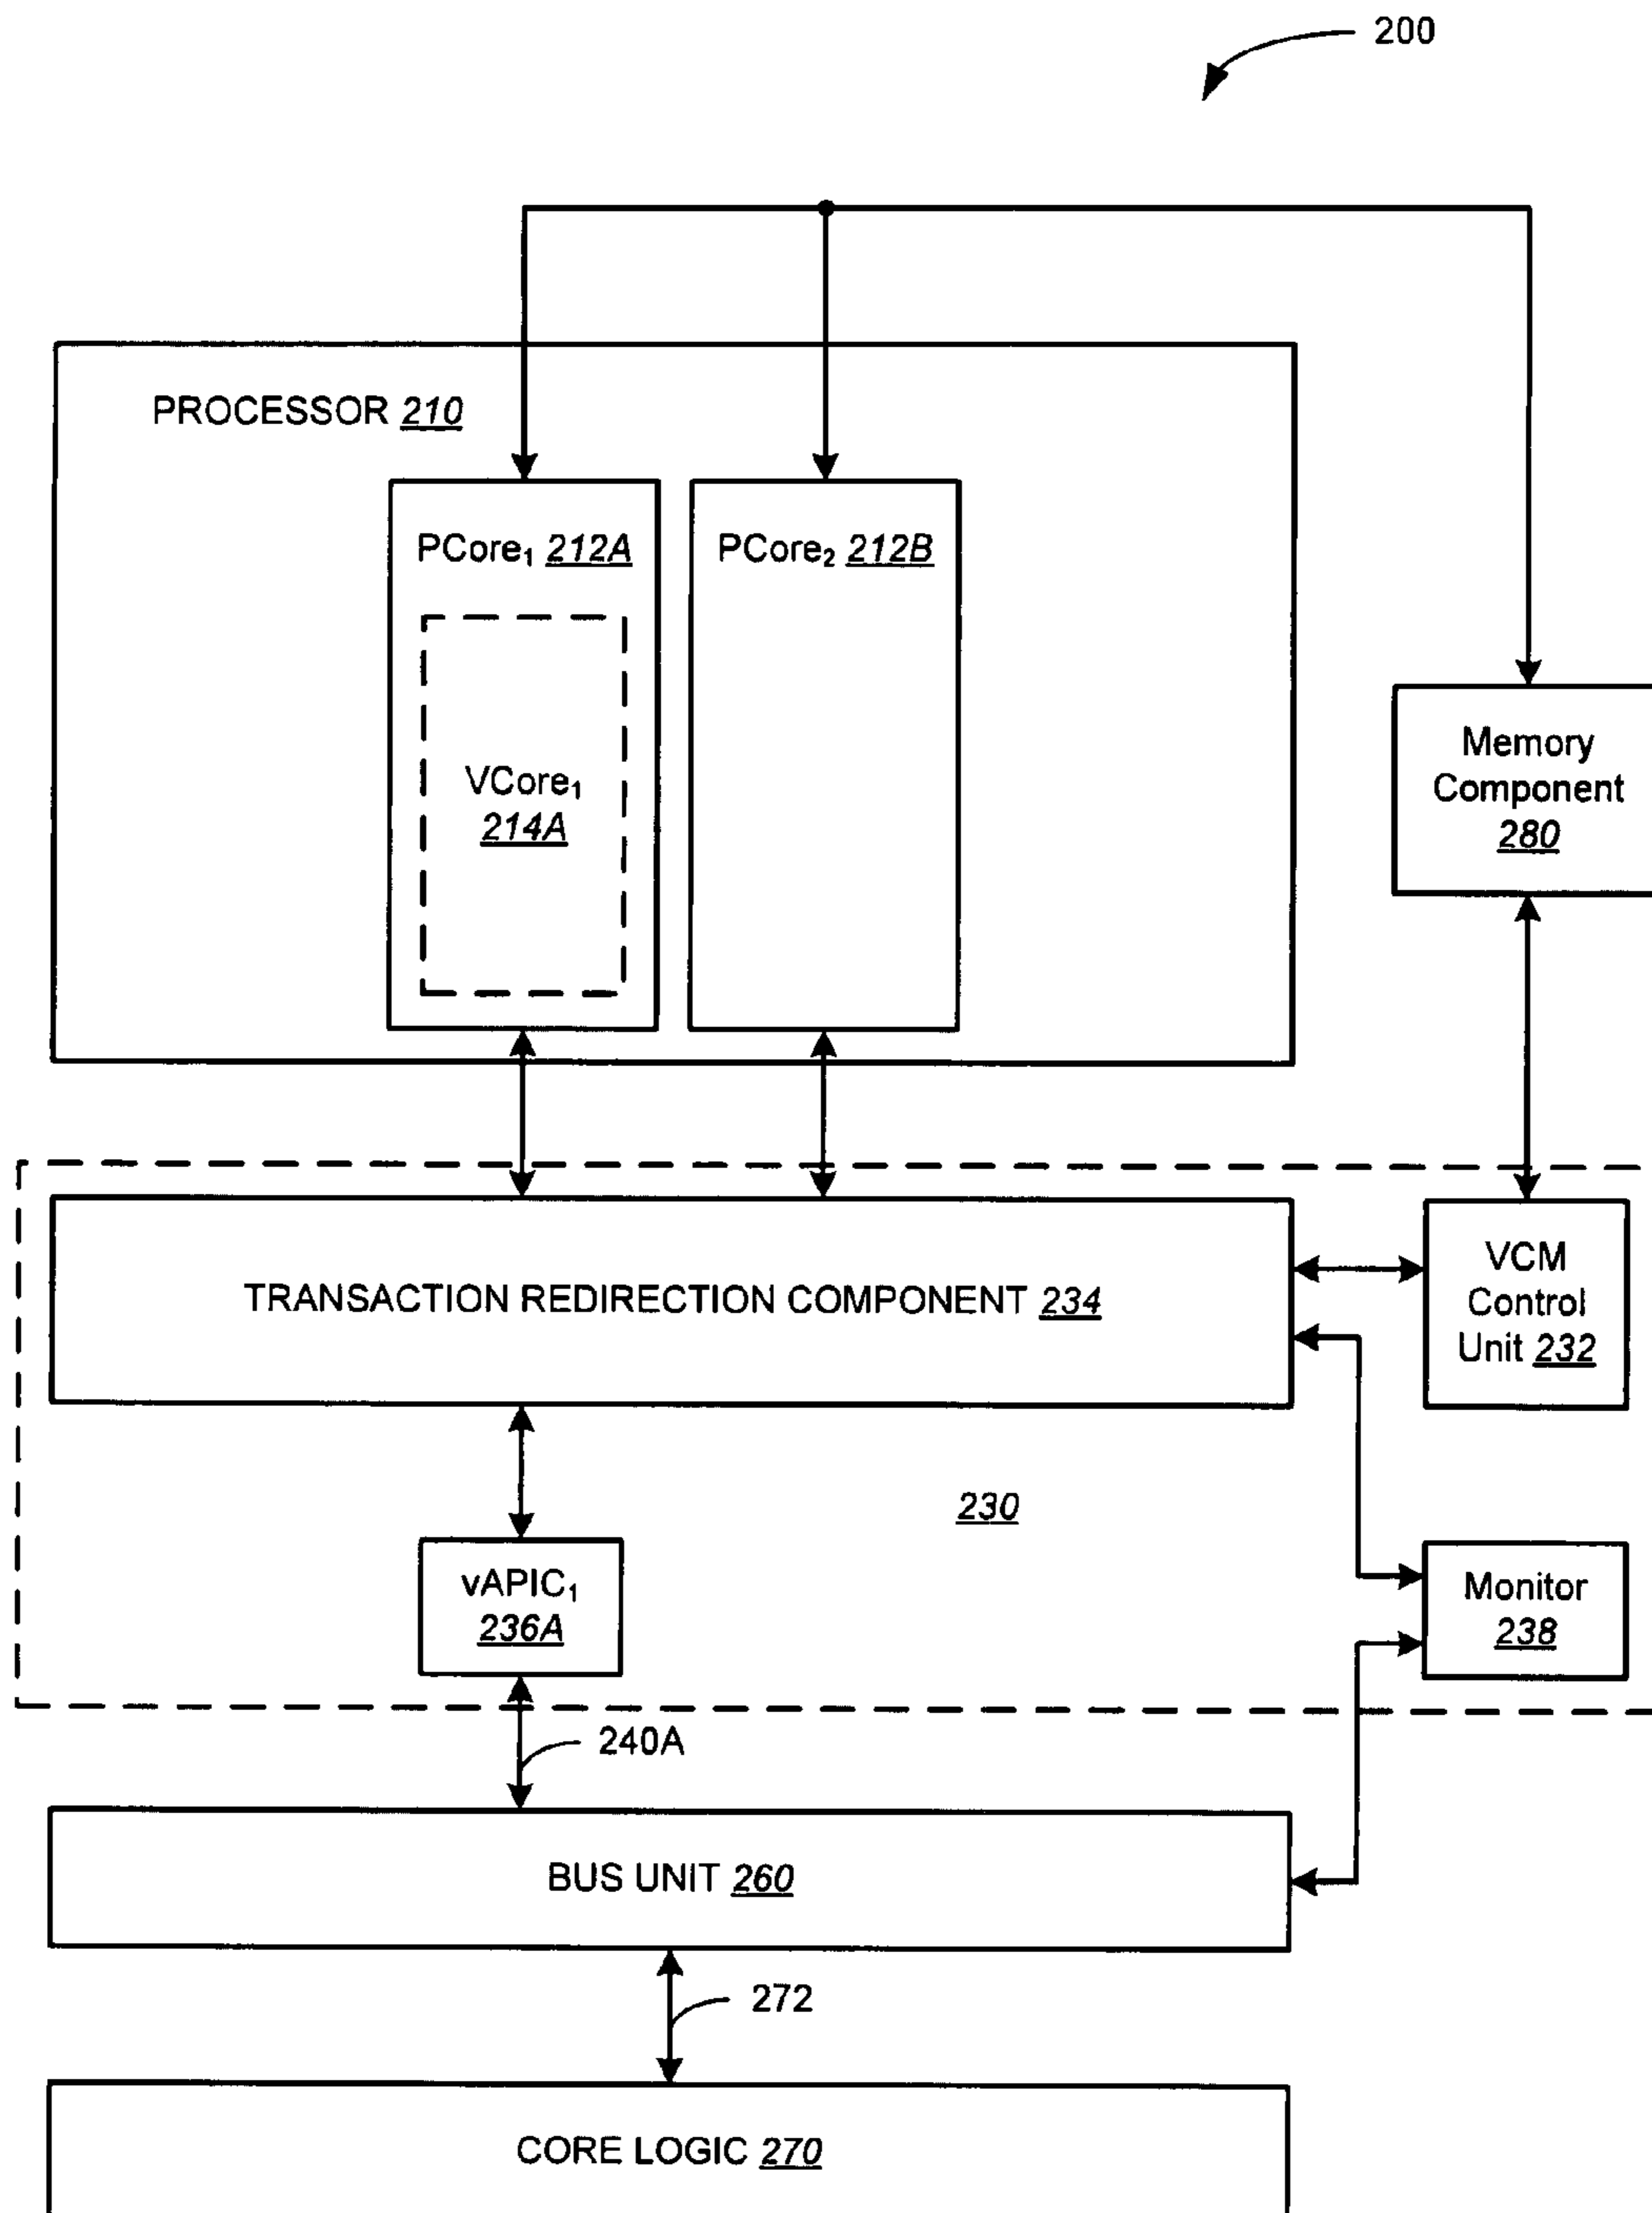 200
PROCESSOR 210
PCore₁ 212A
PCore₂ 212B
VCore₁
214A
Memory
Component
280
TRANSACTION REDIRECTION COMPONENT 234
VCM
Control
Unit 232
230
vAPIC₁
236A
Monitor
238
240A
BUS UNIT 260
272
CORE LOGIC 270